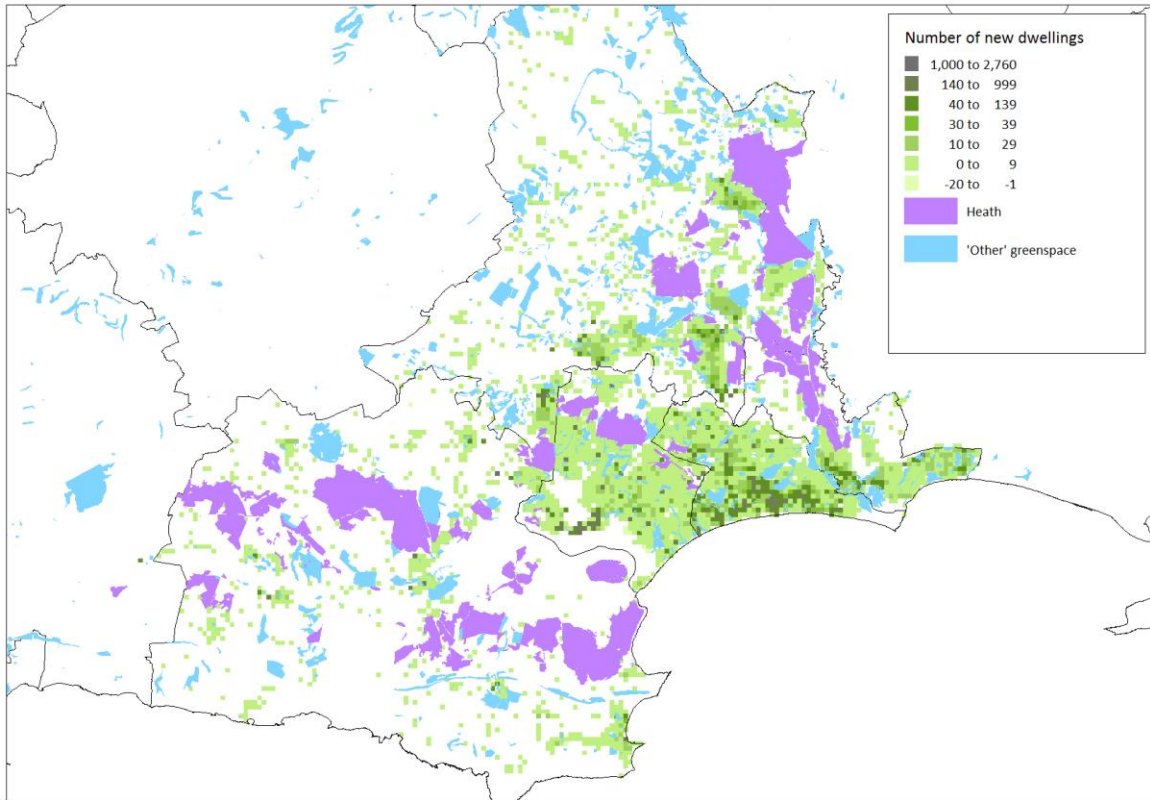 Number of new dwellings
1,000 to 2,760
140 to 999
40 to 139
30 to 39
10 to 29
0 to 9
-20 to -1
Heath
'Other' greenspace